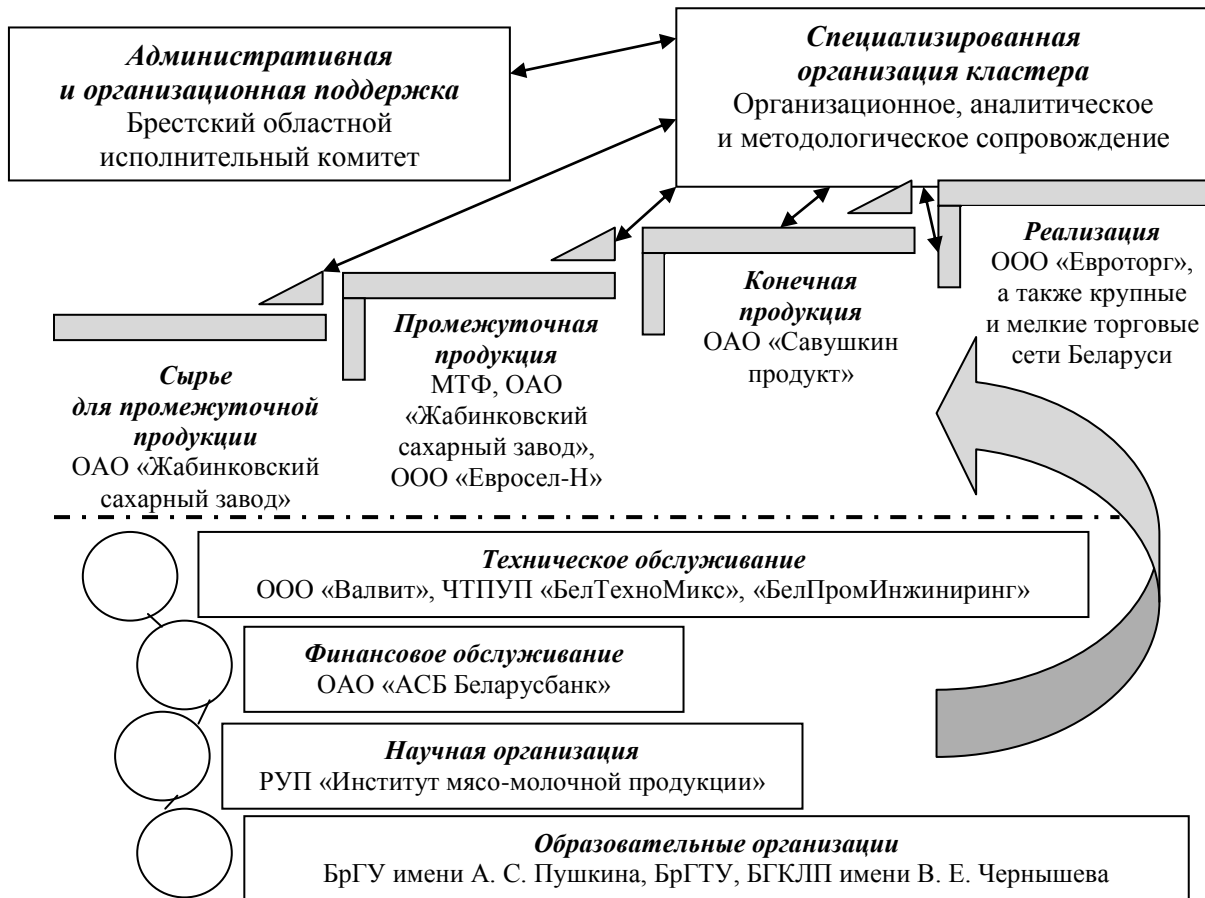 Административная
и организационная поддержка
Брестский областной
исполнительный комитет
Специализированная
организация кластера
Организационное, аналитическое
и методологическое сопровождение
Сырье
для промежуточной
продукции
ОАО «Жабинковский
сахарный завод»
Промежуточная
продукция
МТФ, ОАО
«Жабинковский
сахарный завод»,
ООО «Евросел-Н»
Конечная
продукция
ОАО «Савушкин
продукт»
Реализация
ООО «Евроторг»,
а также крупные
и мелкие торговые
сети Беларуси
Техническое обслуживание
ООО «Валвит», ЧТПУП «БелТехноМикс», «БелПромИнжиниринг»
Финансовое обслуживание
ОАО «АСБ Беларусбанк»
Научная организация
РУП «Институт мясо-молочной продукции»
Образовательные организации
БрГУ имени А. С. Пушкина, БрГТУ, БГКЛП имени В. Е. Чернышева